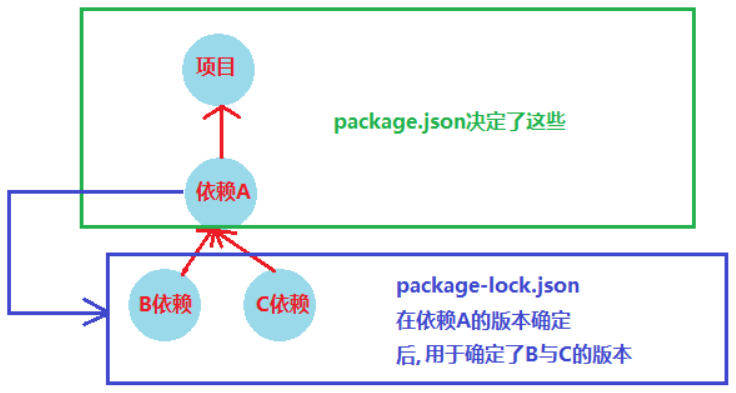 项目
package.json决定了这些
依赖A
B依赖
C依赖
package-lock.json
在依赖A的版本确定
后,用于确定了B与C的版本